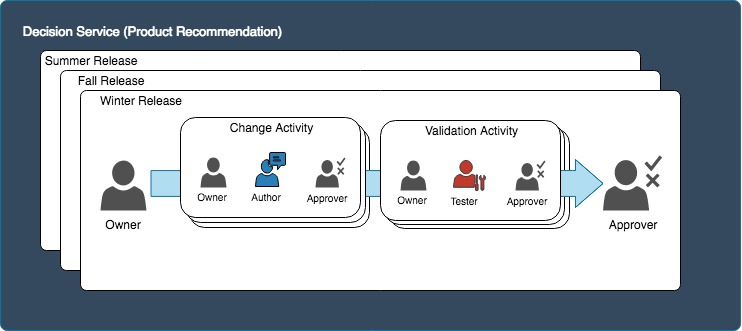 Decision Service (Product Recommendation)
Summer Release
Fall Release
Winter Release
Change Activity
Validation Activity
Owner
Author
Approver
Owner
Tester
Approver
Owner
Approver